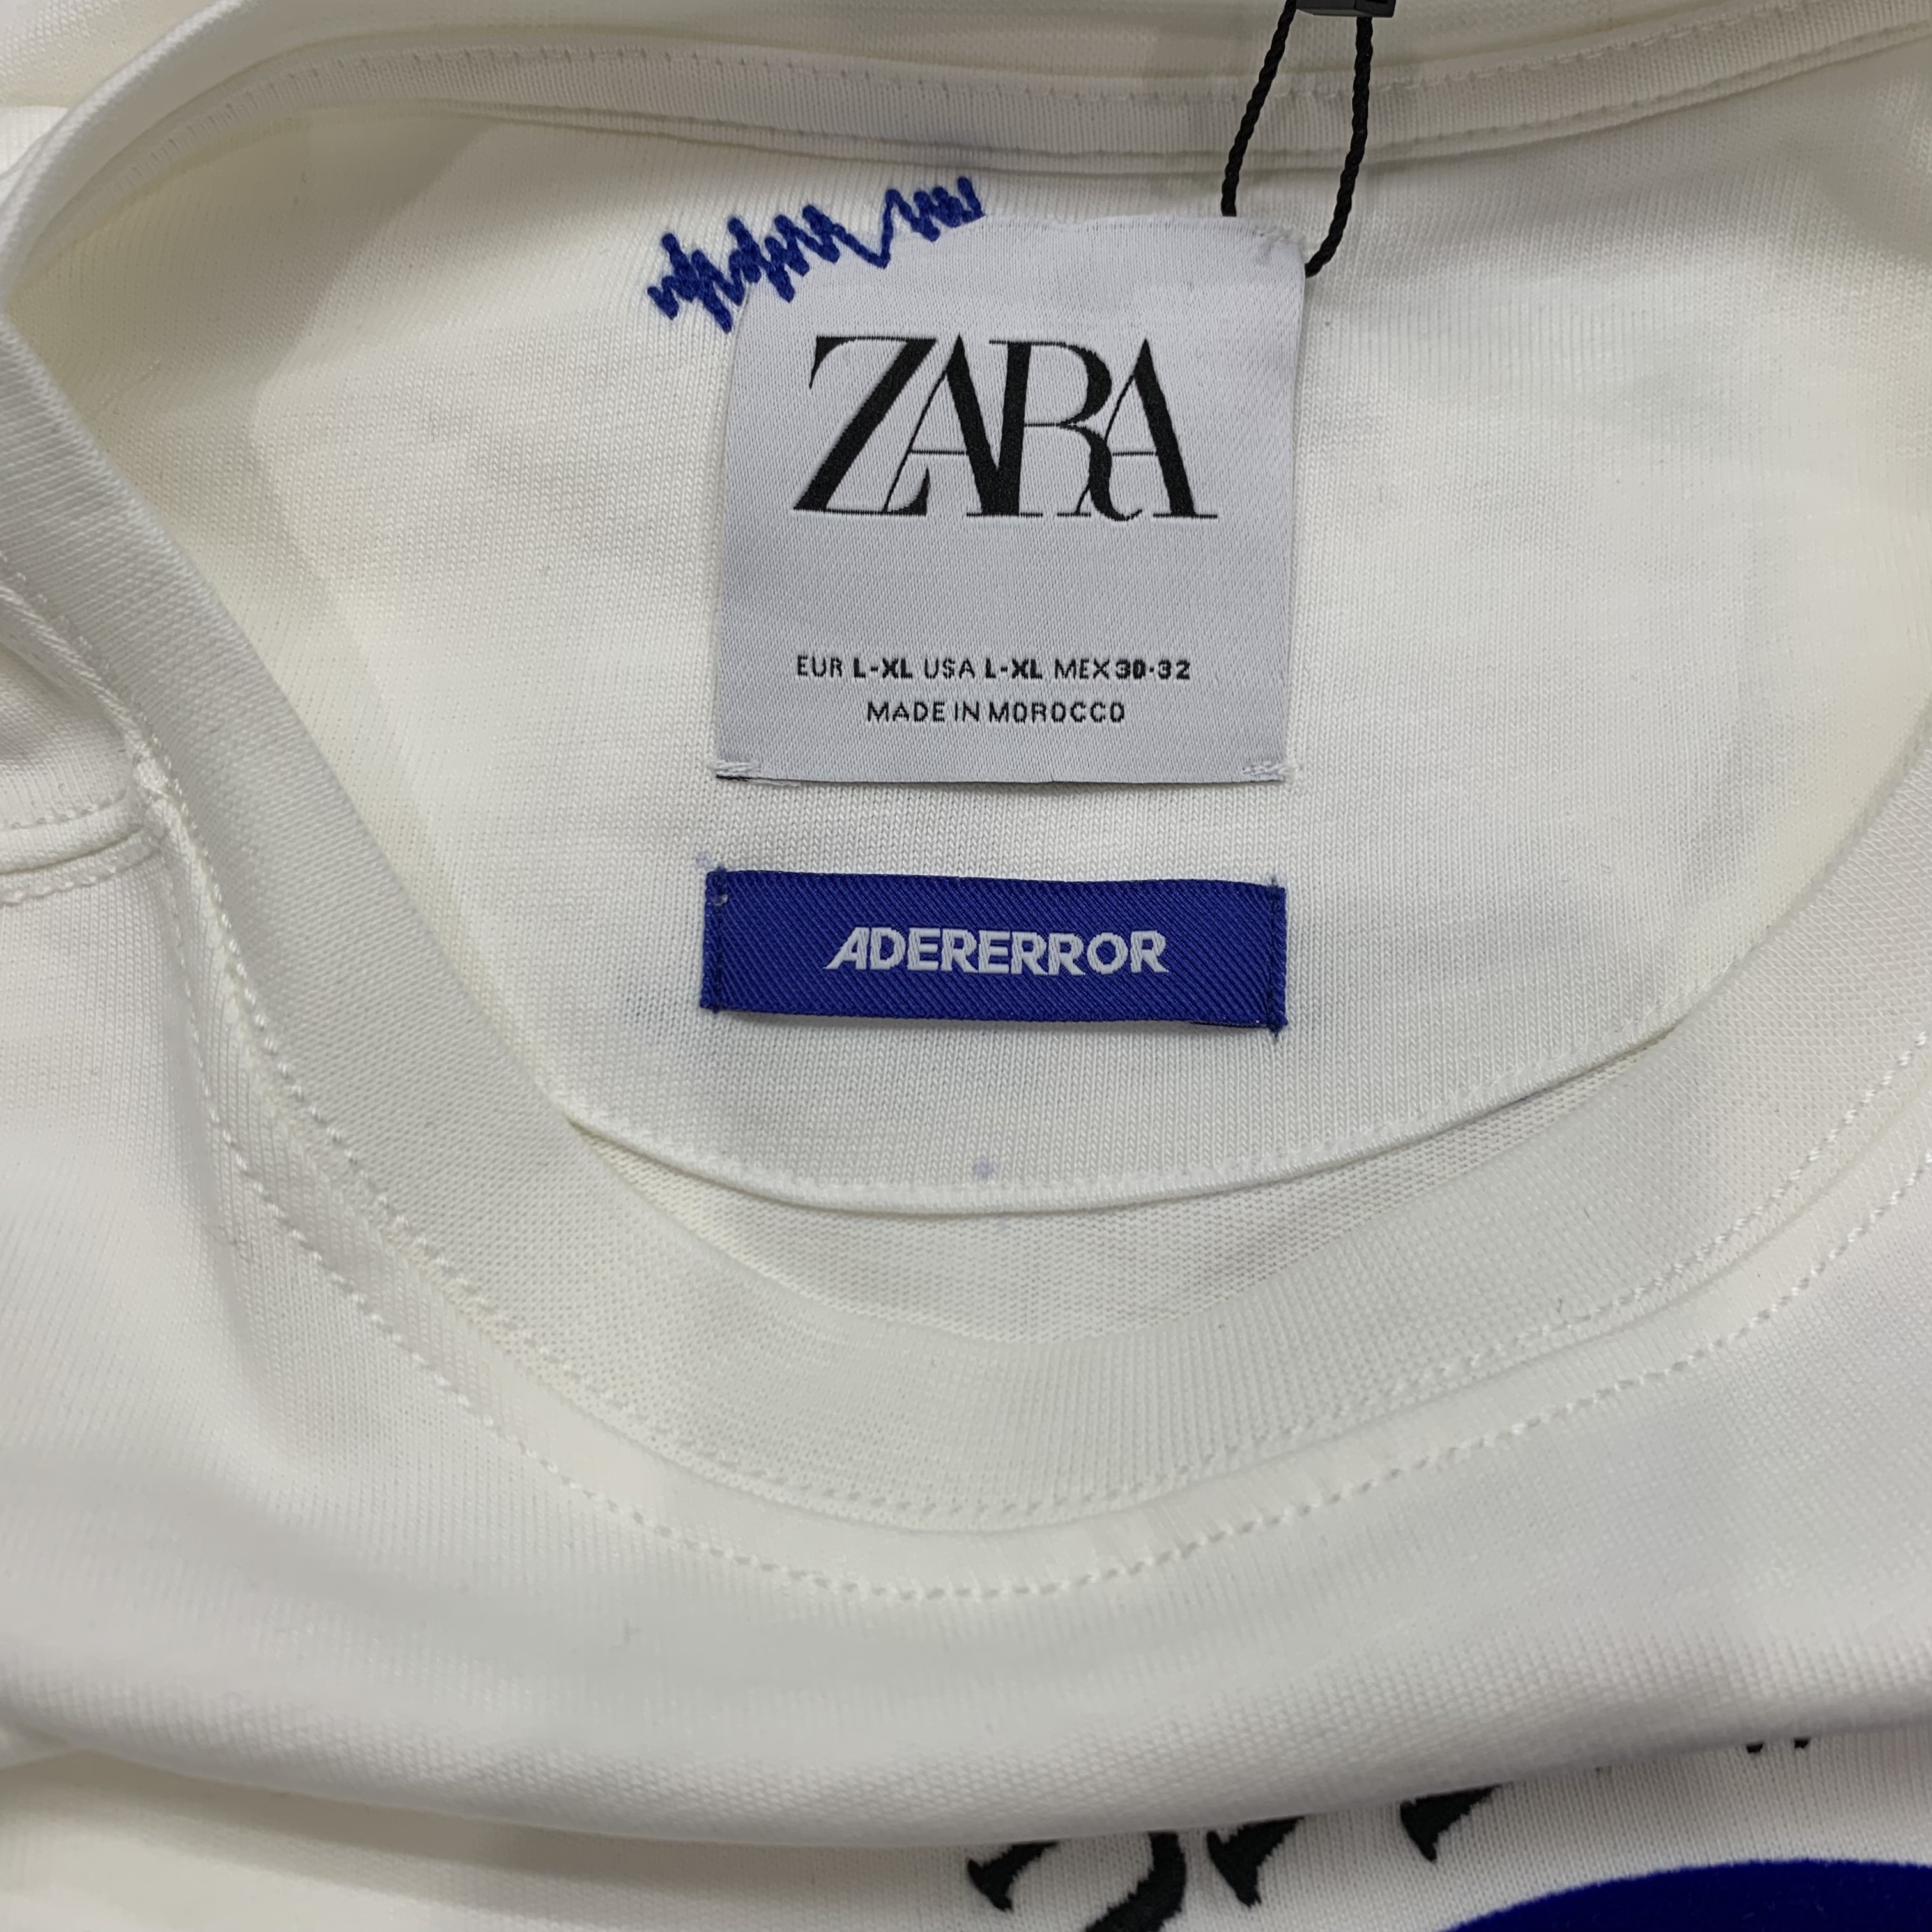 ZARA
EUR L-XL USA L-XL MEX 30-32
MADE IN MOROCCO
ADERERROR